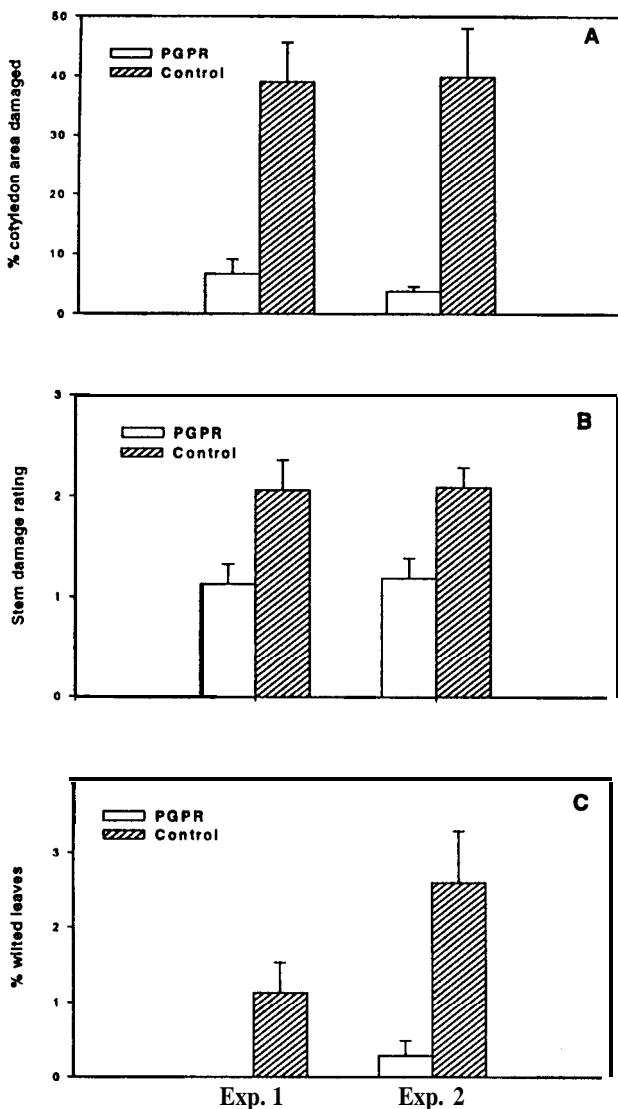 A
PGPR
Control
% cotyledon area damaged
50
40
30
20
10
0
B
PGPR
Control
Stem damage rating
3
2
1
0
C
PGPR
Control
% wilted leaves
3
2
1
0
Exp. 1 Exp. 2